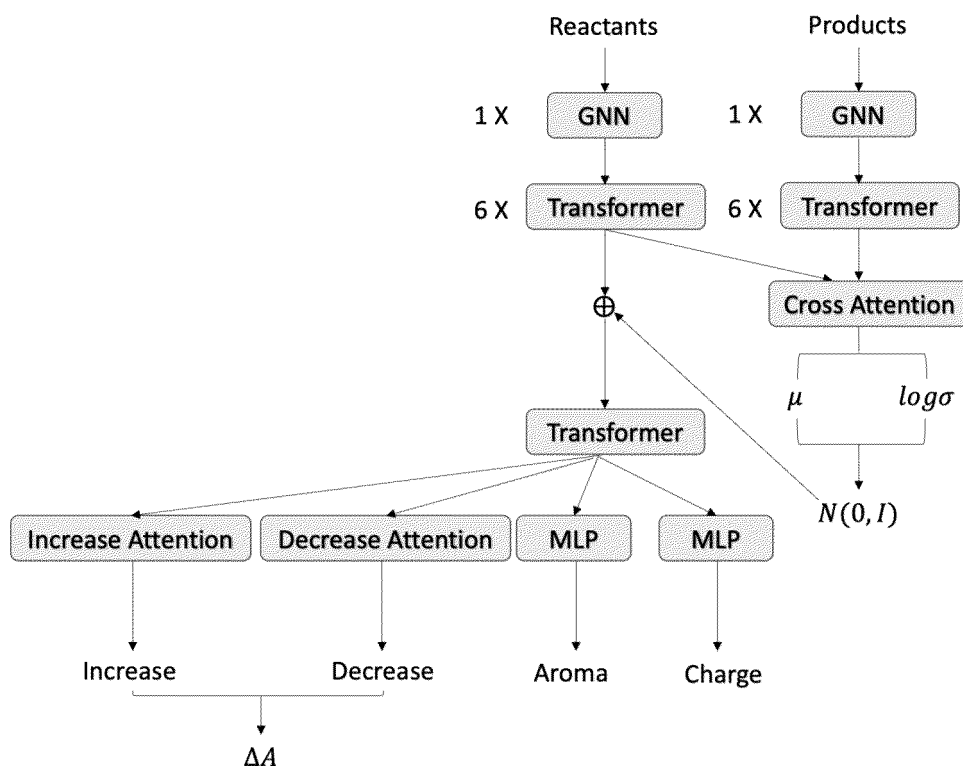 Reactants Products
1 X GNN 1 X GNN
6 X Transformer 6 X Transformer
Cross Attention
μ logσ
Transformer
N(0, I)
Increase Attention Decrease Attention MLP MLP
Increase Decrease Aroma Charge
ΔA